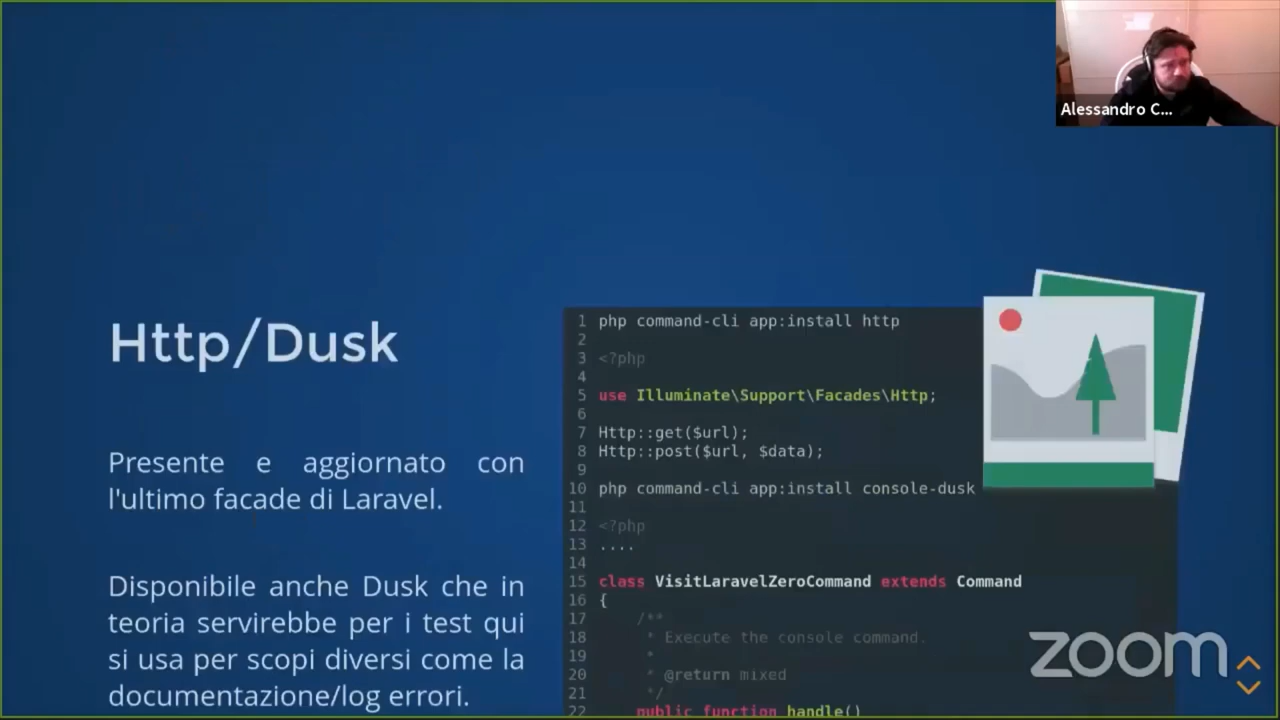 Alessandro C...
Http/Dusk
Presente e aggiornato con
l'ultimo facade di Laravel.
Disponibile anche Dusk che in
teoria servirebbe per i test qui
si usa per scopi diversi come la
documentazione/log errori.
1 php command-cli app:install http
2
3 <?php
4
5 use Illuminate\Support\Facades\Http;
6
7 Http::get($url);
8 Http::post($url, $data);
9
10 php command-cli app:install console-dusk
11
12 <?php
13 ....
14
15 class VisitLaravelZeroCommand extends Command
16 {
17 /**
18 * Execute the console command.
19 *
20 * @return mixed
21 */
22 public function handle()
zoom